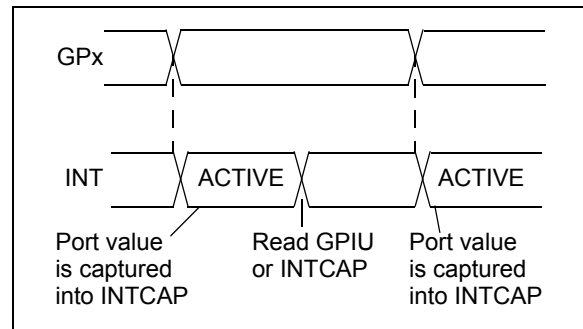 GPx
INT ACTIVE ACTIVE
Port value Read GPIU Port value
is captured or INTCAP is captured
into INTCAP into INTCAP